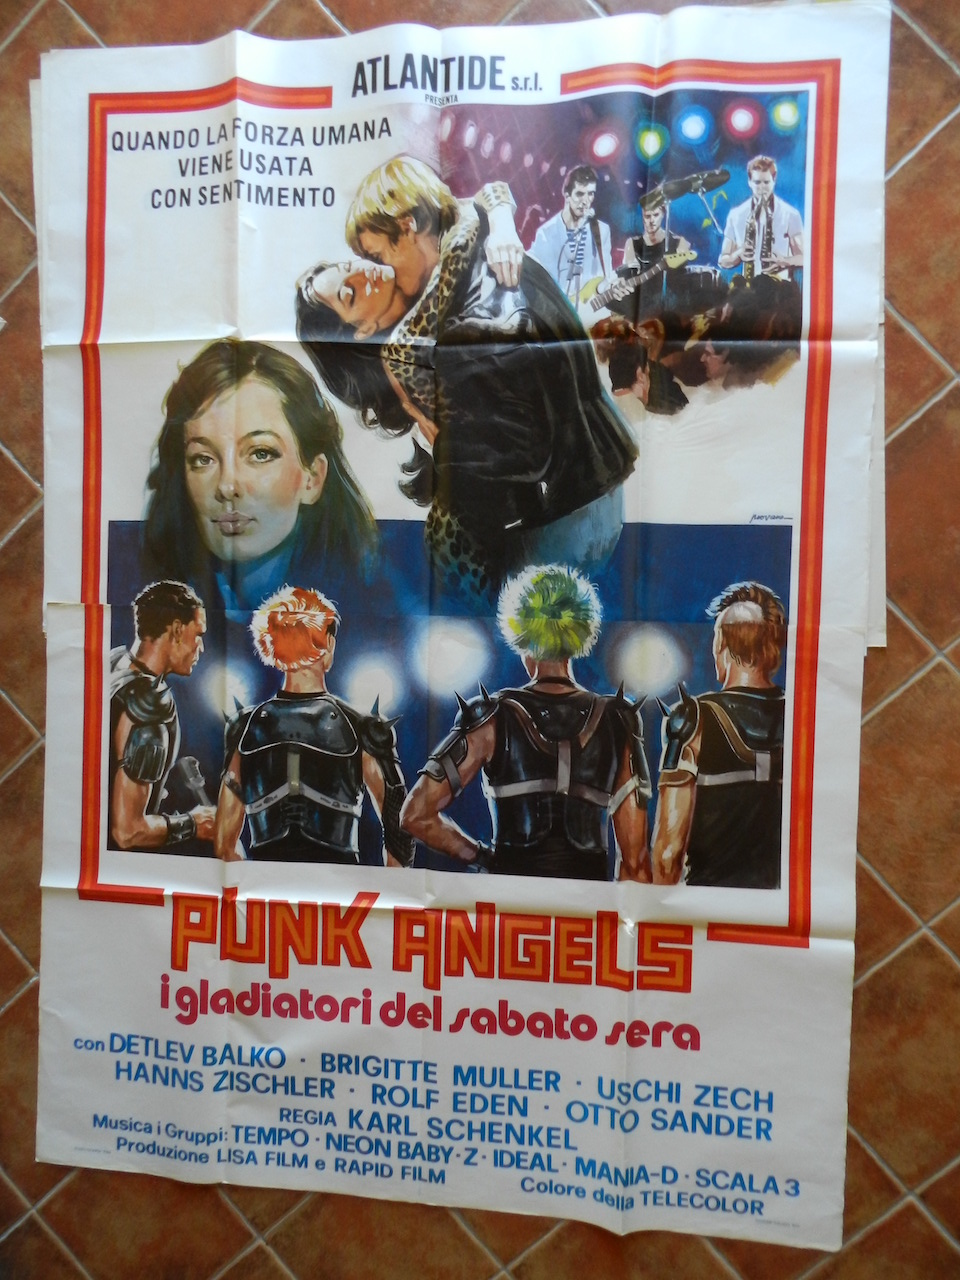 ATLANTIDE s.r.l.
PRESENTA
QUANDO LA FORZA UMANA
VIENE USATA
CON SENTIMENTO
PUNK ANGELS
i gladiatori del sabato sera
con DETLEV BALKO · BRIGITTE MULLER · USCHI ZECH
HANNS ZISCHLER · ROLF EDEN · OTTO SANDER
REGIA KARL SCHENKEL
Musica i Gruppi: TEMPO · NEON BABY · Z · IDEAL · MANIA-D · SCALA 3
Produzione LISA FILM e RAPID FILM
Colore della TELECOLOR